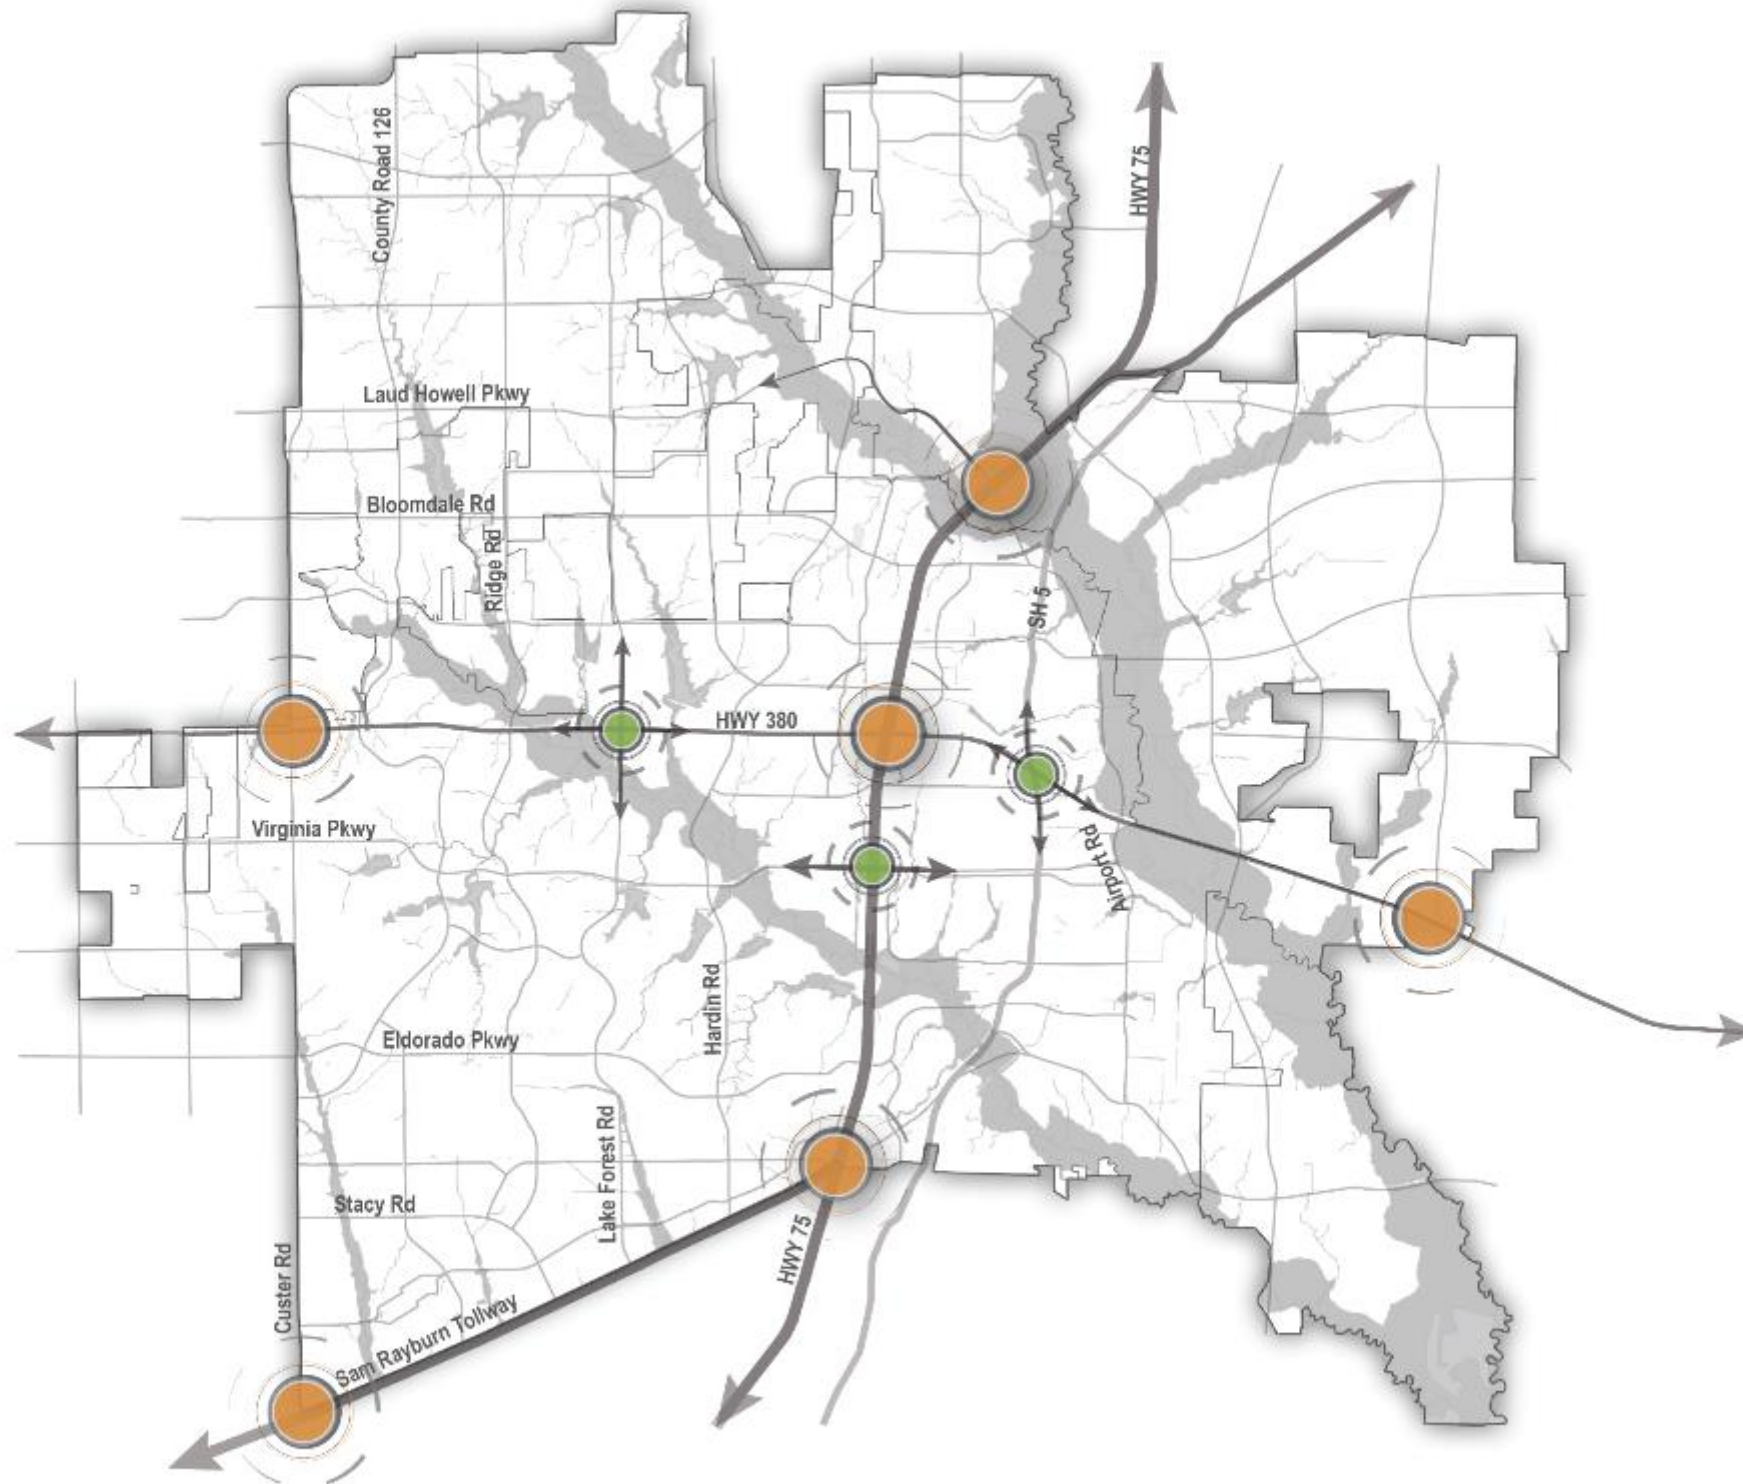 County Road 126
HWY 75
Laud Howell Pkwy
Bloomdale Rd
Ridge Rd
SH 5
HWY 380
Virginia Pkwy
Airport Rd
Hardin Rd
Eldorado Pkwy
Lake Forest Rd
Stacy Rd
HWY 75
Custer Rd
Sam Rayburn Tollway